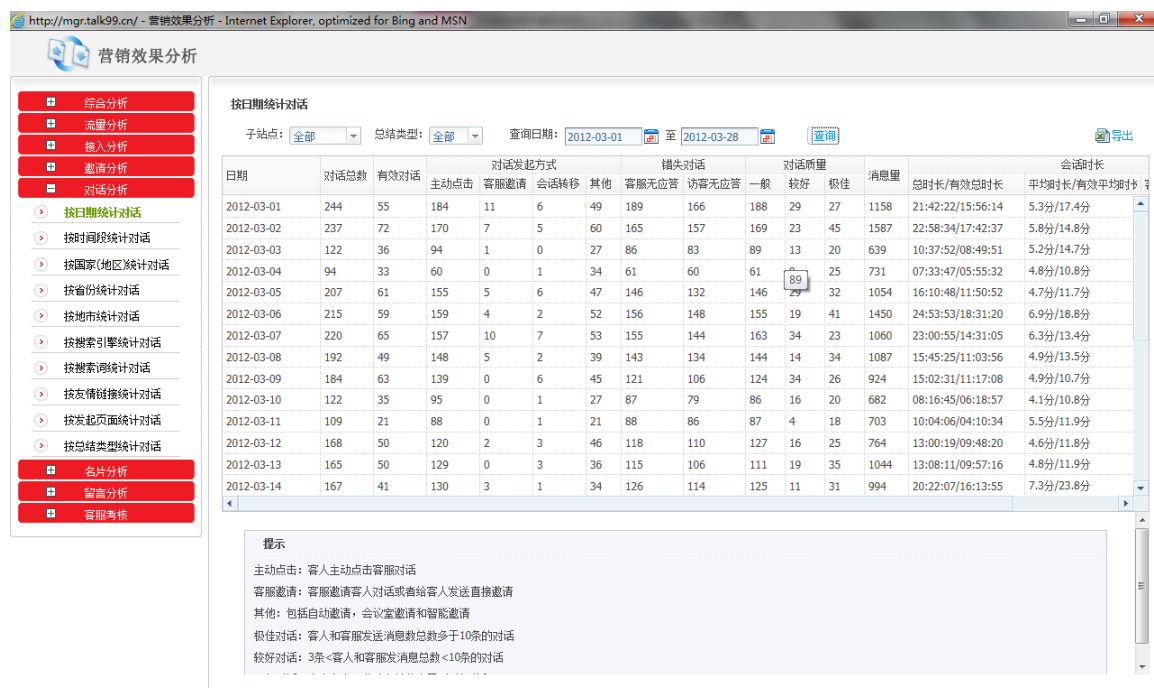 http://mgr.talk99.cn/ - 营销效果分析 - Internet Explorer, optimized for Bing and MSN
营销效果分析
综合分析
流量分析
接入分析
邀请分析
对话分析
按日期统计对话
按时间段统计对话
按国家(地区)统计对话
按省份统计对话
按地市统计对话
按搜索引擎统计对话
按搜索词统计对话
按友情链接统计对话
按发起页面统计对话
按总结类型统计对话
名片分析
留言分析
客服考核
按日期统计对话
子站点: 全部 总结类型: 全部 查询日期: 2012-03-01 至 2012-03-28 查询 导出
日期 对话总数 有效对话 对话发起方式 错失对话 对话质量 消息量 会话时长
主动点击 客服邀请 会话转移 其他 客服无应答 访客无应答 一般 较好 极佳 总时长/有效总时长 平均时长/有效平均时长
2012-03-01 244 55 184 11 6 49 189 166 188 29 27 1158 21:42:22/15:56:14 5.3分/17.4分
2012-03-02 237 72 170 7 5 60 165 157 169 23 45 1587 22:58:34/17:42:37 5.8分/14.8分
2012-03-03 122 36 94 1 0 27 86 83 89 13 20 639 10:37:52/08:49:51 5.2分/14.7分
2012-03-04 94 33 60 0 1 34 61 60 61 25 731 07:33:47/05:55:32 4.8分/10.8分
89
2012-03-05 207 61 155 5 6 47 146 132 146 29 32 1054 16:10:48/11:50:52 4.7分/11.7分
2012-03-06 215 59 159 4 2 52 156 148 155 19 41 1450 24:53:53/18:31:20 6.9分/18.8分
2012-03-07 220 65 157 10 7 53 155 144 163 34 23 1060 23:00:55/14:31:05 6.3分/13.4分
2012-03-08 192 49 148 5 2 39 143 134 144 14 34 1087 15:45:25/11:03:56 4.9分/13.5分
2012-03-09 184 63 139 0 6 45 121 106 124 34 26 924 15:02:31/11:17:08 4.9分/10.7分
2012-03-10 122 35 95 0 1 27 87 79 86 16 20 682 08:16:45/06:18:57 4.1分/10.8分
2012-03-11 109 21 88 0 1 21 88 86 87 4 18 703 10:04:06/04:10:34 5.5分/11.9分
2012-03-12 168 50 120 2 3 46 118 110 127 16 25 764 13:00:19/09:48:20 4.6分/11.8分
2012-03-13 165 50 129 0 3 36 115 106 111 19 35 1044 13:08:11/09:57:16 4.8分/11.9分
2012-03-14 167 41 130 3 1 34 126 114 125 11 31 994 20:22:07/16:13:55 7.3分/23.8分
提示
主动点击: 客人主动点击客服对话
客服邀请: 客服邀请客人对话或者给客人发送直接邀请
其他: 包括自动邀请，会议室邀请和智能邀请
极佳对话: 客人和客服发送消息数总数多于10条的对话
较好对话: 3条<客人和客服发消息总数<10条的对话